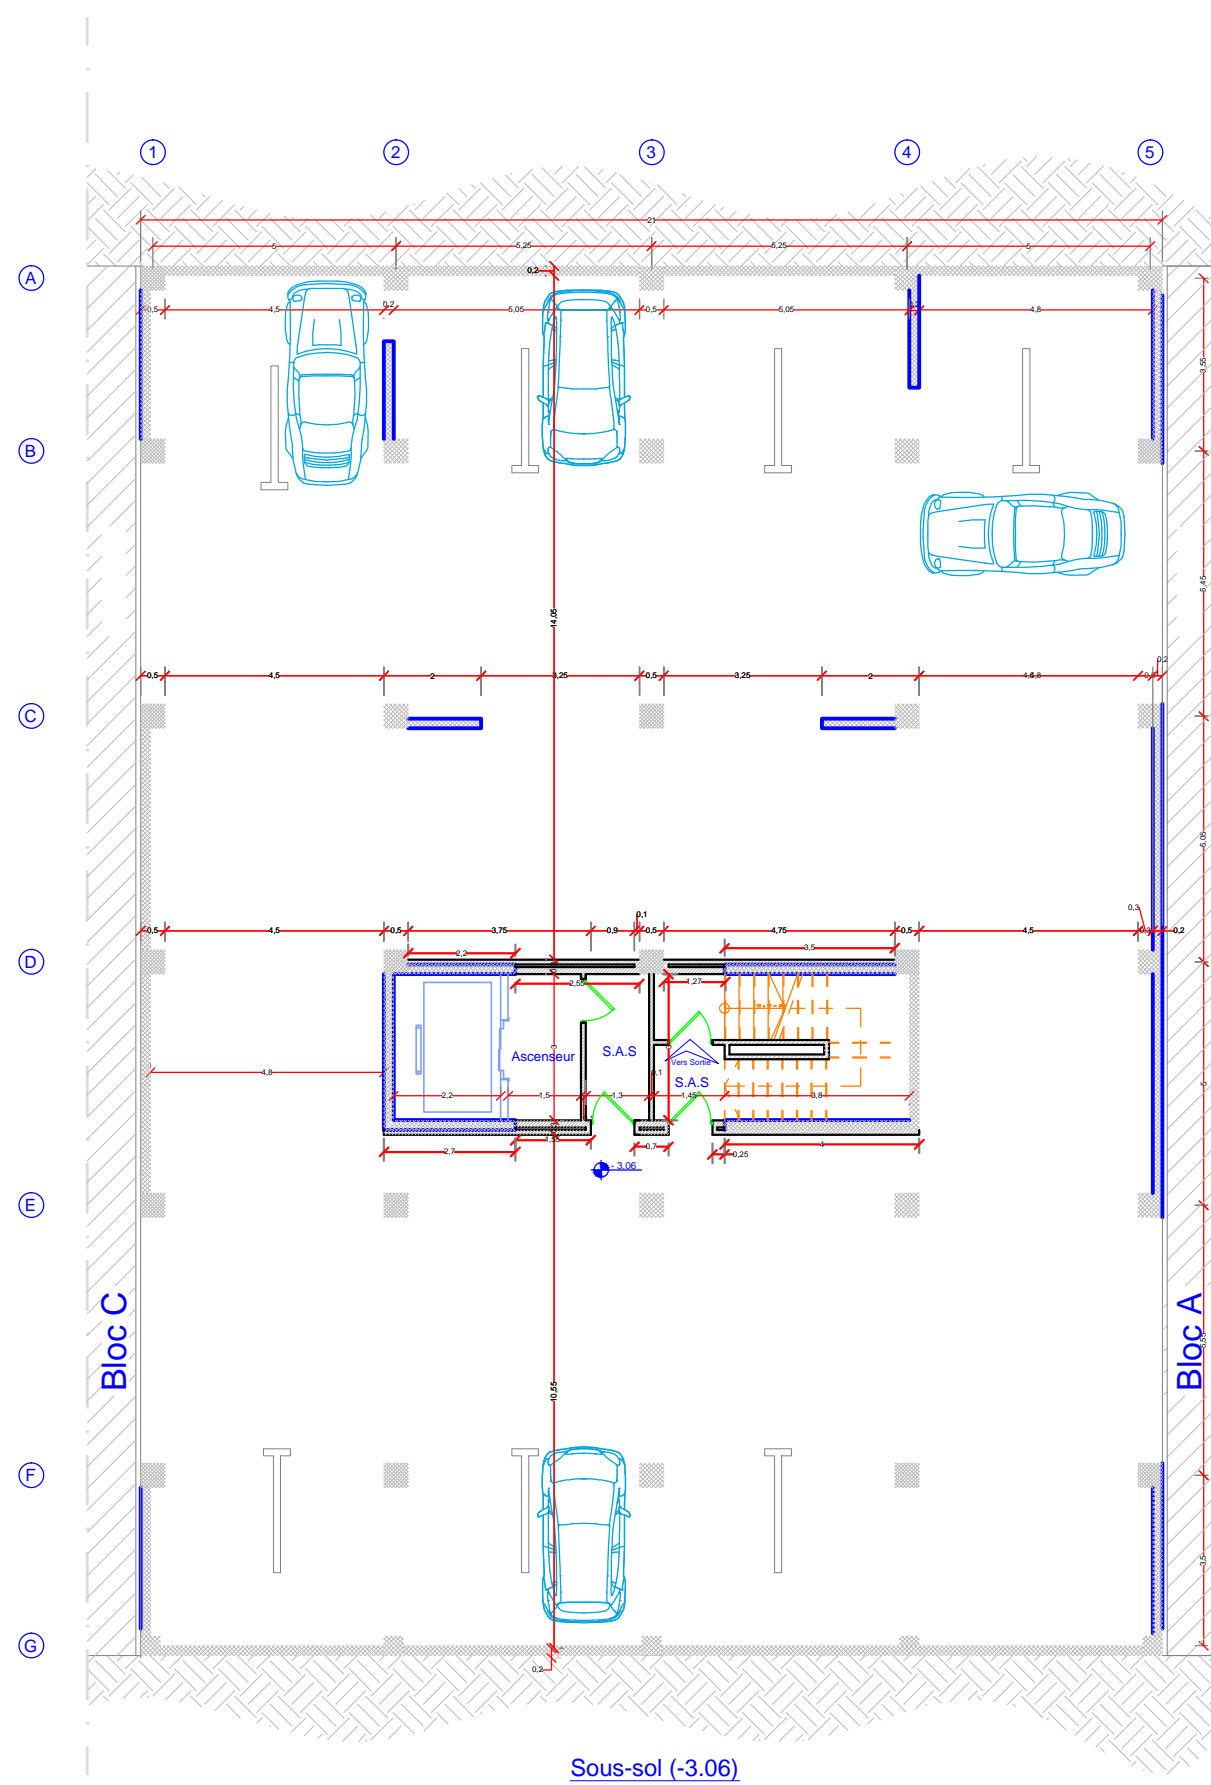 1 2 3 4 5
21
5 5,25 5,25 5
A
0,2
0,5 4,5 0,2 5,05 0,5 5,05 4,8
3,55
B
5,45
14,05
0,2
0,5 4,5 2 3,25 0,5 3,25 2
C
5,05
0,3
0,1
0,5 4,5 0,5 3,75 0,9 0,5 4,75 0,5 4,5 0,2
D
2,2 3,5
2,55 1,27
Ascenseur S.A.S
Vers Sortie
S.A.S
4,8 3 0,1 5
2,2 1,5 1,3 1,45 3,8
1,55 0,7 4
2,7 0,25
- 3.06
E
Bloc C
Bloc A
5,55
10,55
F
3,5
G
0,2
Sous-sol (-3.06)